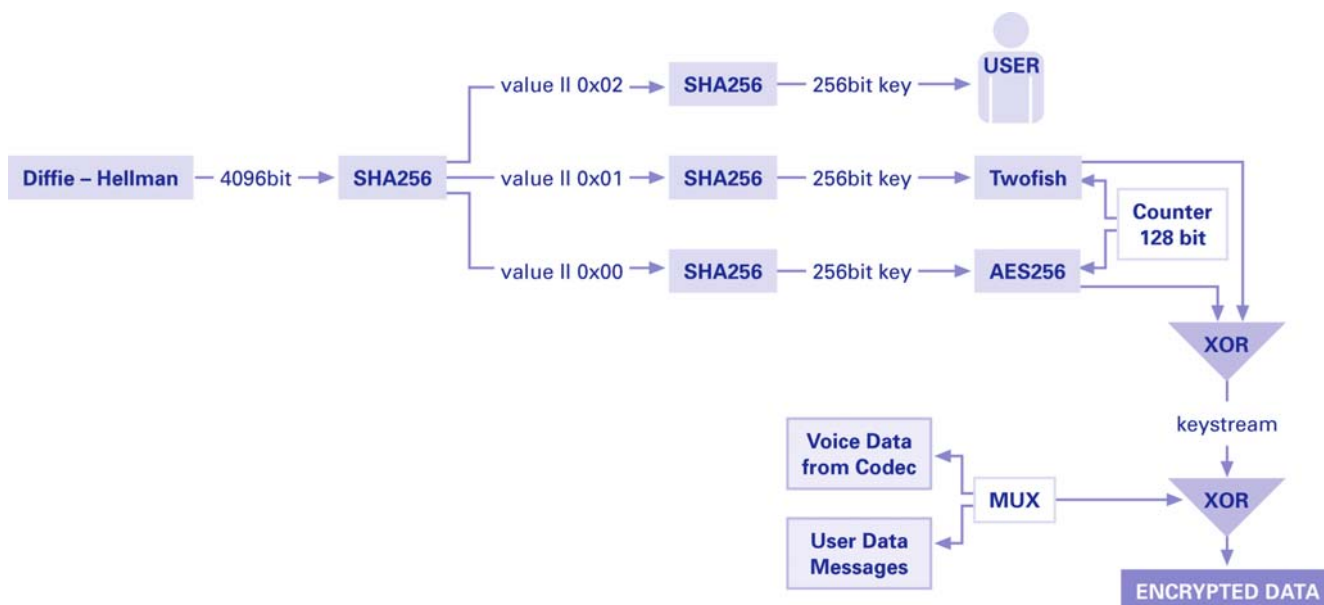 USER
value II 0x02
SHA256
256bit key
Diffie – Hellman
4096bit
SHA256
value II 0x01
SHA256
256bit key
Twofish
Counter
128 bit
value II 0x00
SHA256
256bit key
AES256
XOR
keystream
Voice Data
from Codec
MUX
XOR
User Data
Messages
ENCRYPTED DATA